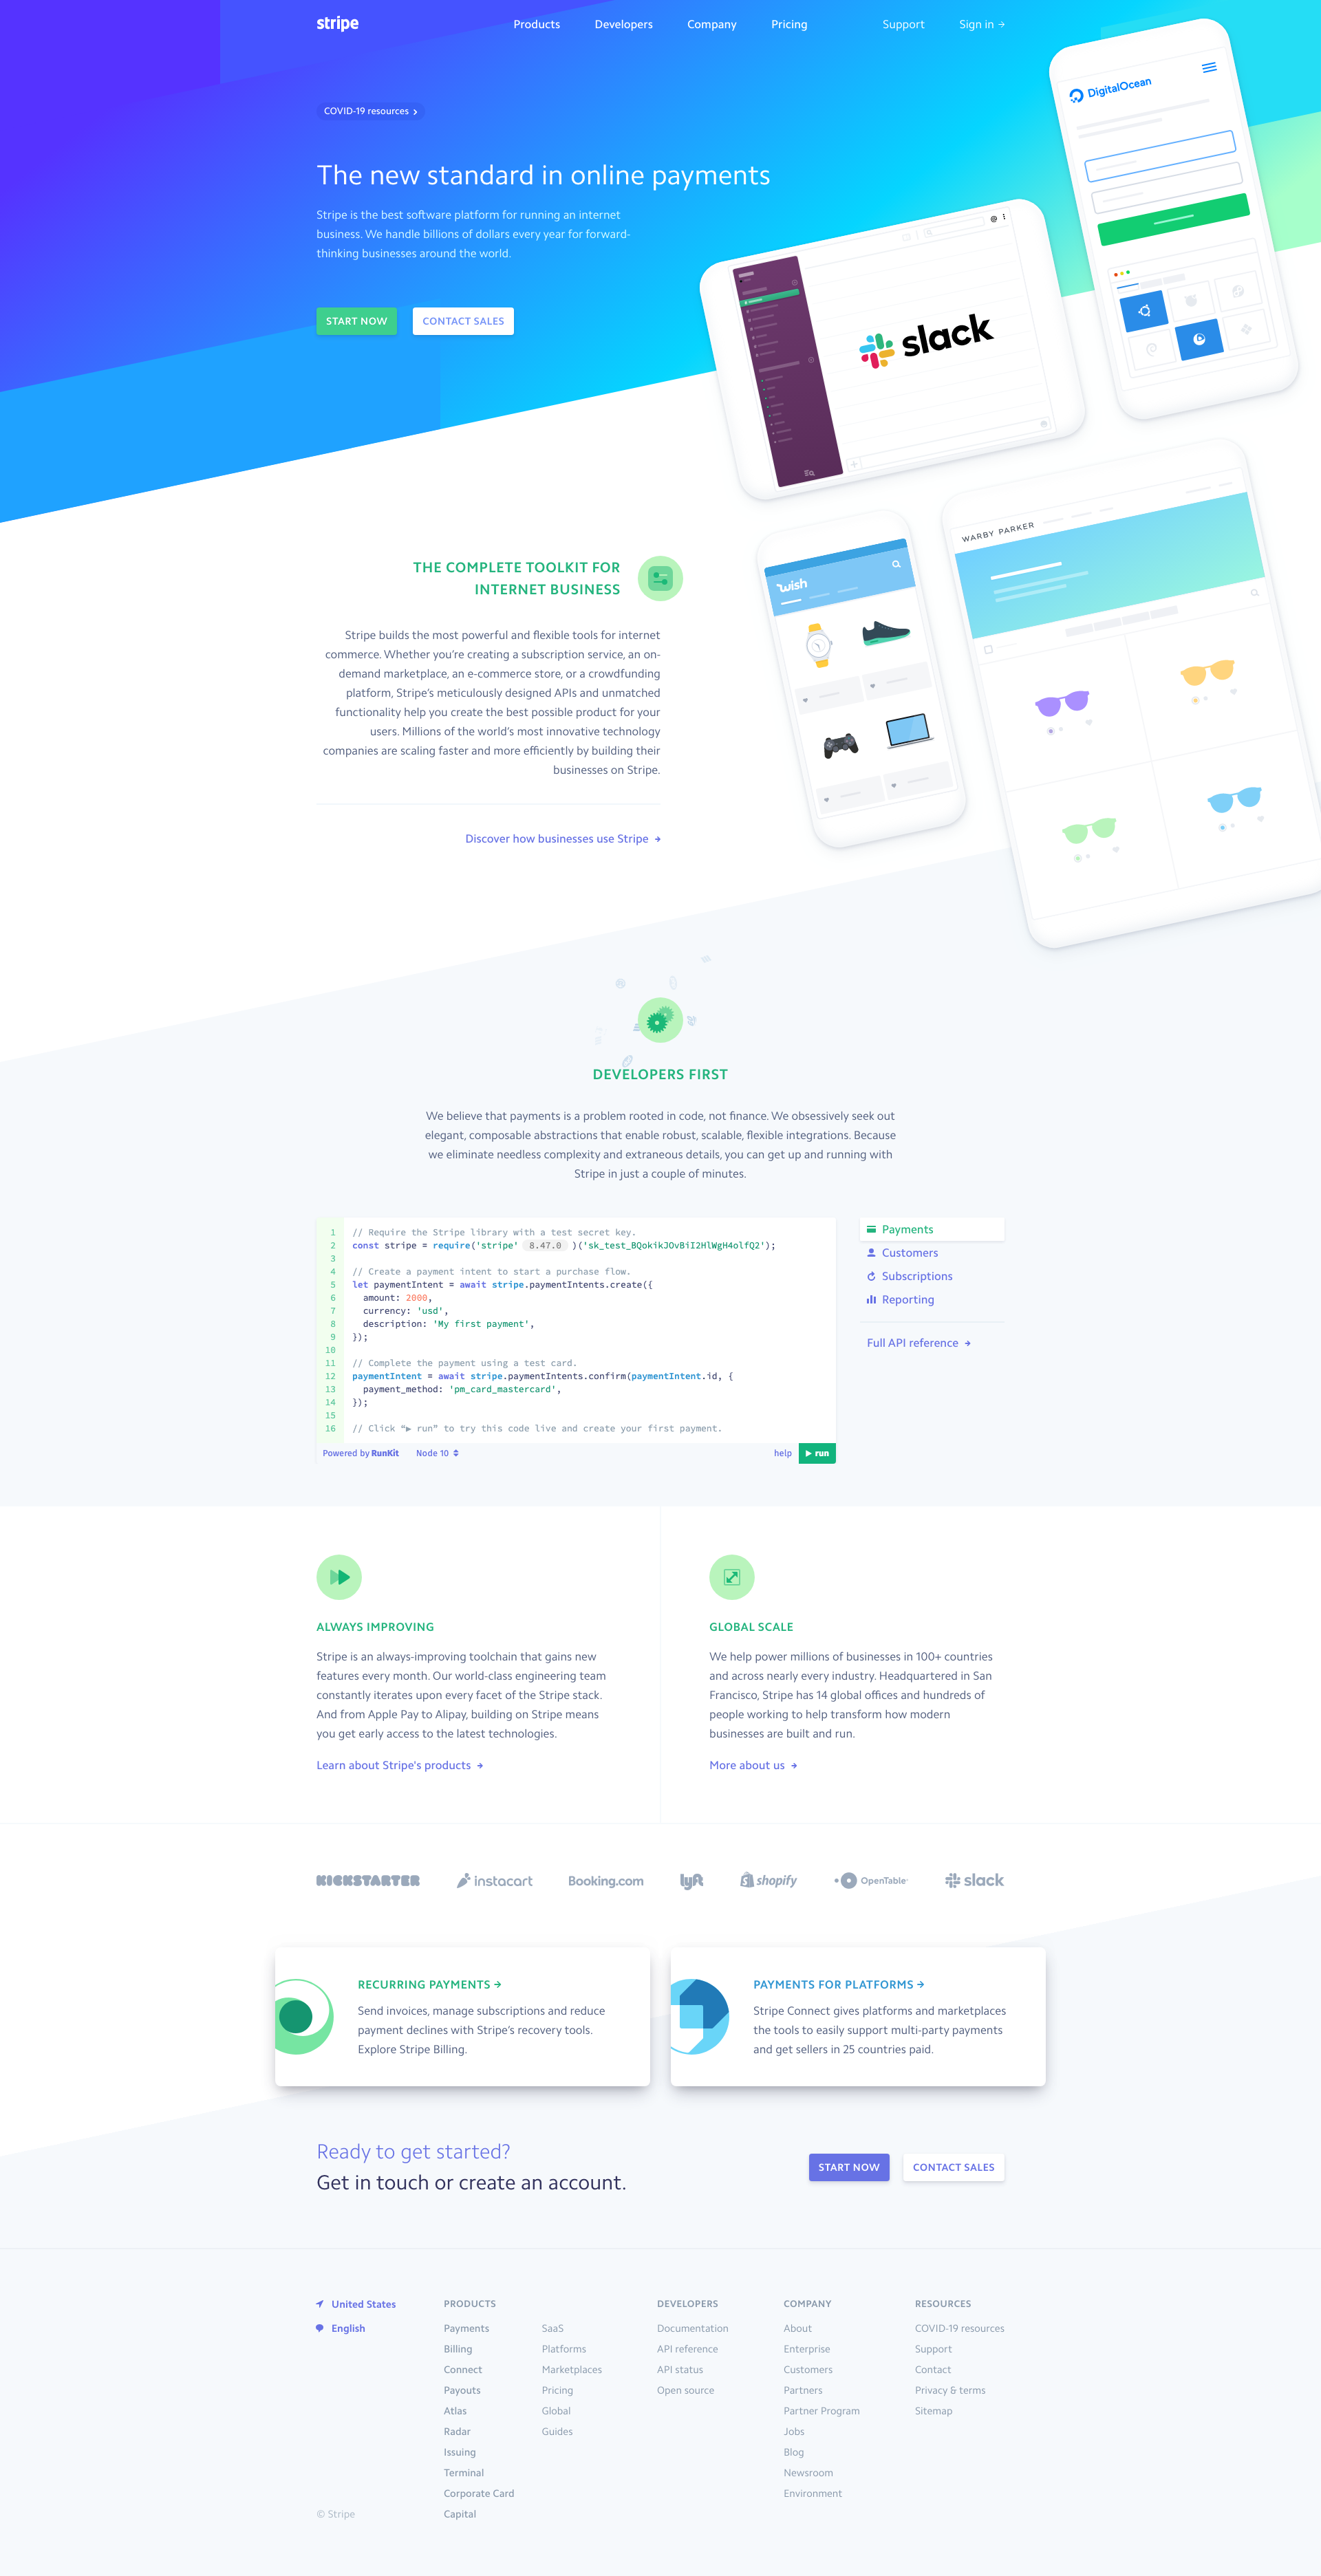 stripe
Products Developers Company Pricing Support Sign in →
COVID-19 resources ›
DigitalOcean
The new standard in online payments
Stripe is the best software platform for running an internet
business. We handle billions of dollars every year for forward-
thinking businesses around the world.
START NOW CONTACT SALES
slack
WARBY PARKER
wish
THE COMPLETE TOOLKIT FOR
INTERNET BUSINESS
Stripe builds the most powerful and flexible tools for internet
commerce. Whether you’re creating a subscription service, an on-
demand marketplace, an e-commerce store, or a crowdfunding
platform, Stripe’s meticulously designed APIs and unmatched
functionality help you create the best possible product for your
users. Millions of the world’s most innovative technology
companies are scaling faster and more efficiently by building their
businesses on Stripe.
Discover how businesses use Stripe →
DEVELOPERS FIRST
We believe that payments is a problem rooted in code, not finance. We obsessively seek out
elegant, composable abstractions that enable robust, scalable, flexible integrations. Because
we eliminate needless complexity and extraneous details, you can get up and running with
Stripe in just a couple of minutes.
1 // Require the Stripe library with a test secret key.
2 const stripe = require('stripe' 8.47.0 )('sk_test_BQokikJOvBiI2HlWgH4olfQ2');
3
4 // Create a payment intent to start a purchase flow.
5 let paymentIntent = await stripe.paymentIntents.create({
6 amount: 2000,
7 currency: 'usd',
8 description: 'My first payment',
9 });
10
11 // Complete the payment using a test card.
12 paymentIntent = await stripe.paymentIntents.confirm(paymentIntent.id, {
13 payment_method: 'pm_card_mastercard',
14 });
15
16 // Click “▶ run” to try this code live and create your first payment.
Powered by RunKit Node 10 help ▶ run
Payments
Customers
Subscriptions
Reporting
Full API reference →
ALWAYS IMPROVING
Stripe is an always-improving toolchain that gains new
features every month. Our world-class engineering team
constantly iterates upon every facet of the Stripe stack.
And from Apple Pay to Alipay, building on Stripe means
you get early access to the latest technologies.
Learn about Stripe’s products →
GLOBAL SCALE
We help power millions of businesses in 100+ countries
and across nearly every industry. Headquartered in San
Francisco, Stripe has 14 global offices and hundreds of
people working to help transform how modern
businesses are built and run.
More about us →
KICKSTARTER instacart Booking.com lyft shopify OpenTable slack
RECURRING PAYMENTS →
Send invoices, manage subscriptions and reduce
payment declines with Stripe’s recovery tools.
Explore Stripe Billing.
PAYMENTS FOR PLATFORMS →
Stripe Connect gives platforms and marketplaces
the tools to easily support multi-party payments
and get sellers in 25 countries paid.
Ready to get started?
Get in touch or create an account.
START NOW CONTACT SALES
United States
English
© Stripe
PRODUCTS
Payments
Billing
Connect
Payouts
Atlas
Radar
Issuing
Terminal
Corporate Card
Capital
SaaS
Platforms
Marketplaces
Pricing
Global
Guides
DEVELOPERS
Documentation
API reference
API status
Open source
COMPANY
About
Enterprise
Customers
Partners
Partner Program
Jobs
Blog
Newsroom
Environment
RESOURCES
COVID-19 resources
Support
Contact
Privacy & terms
Sitemap